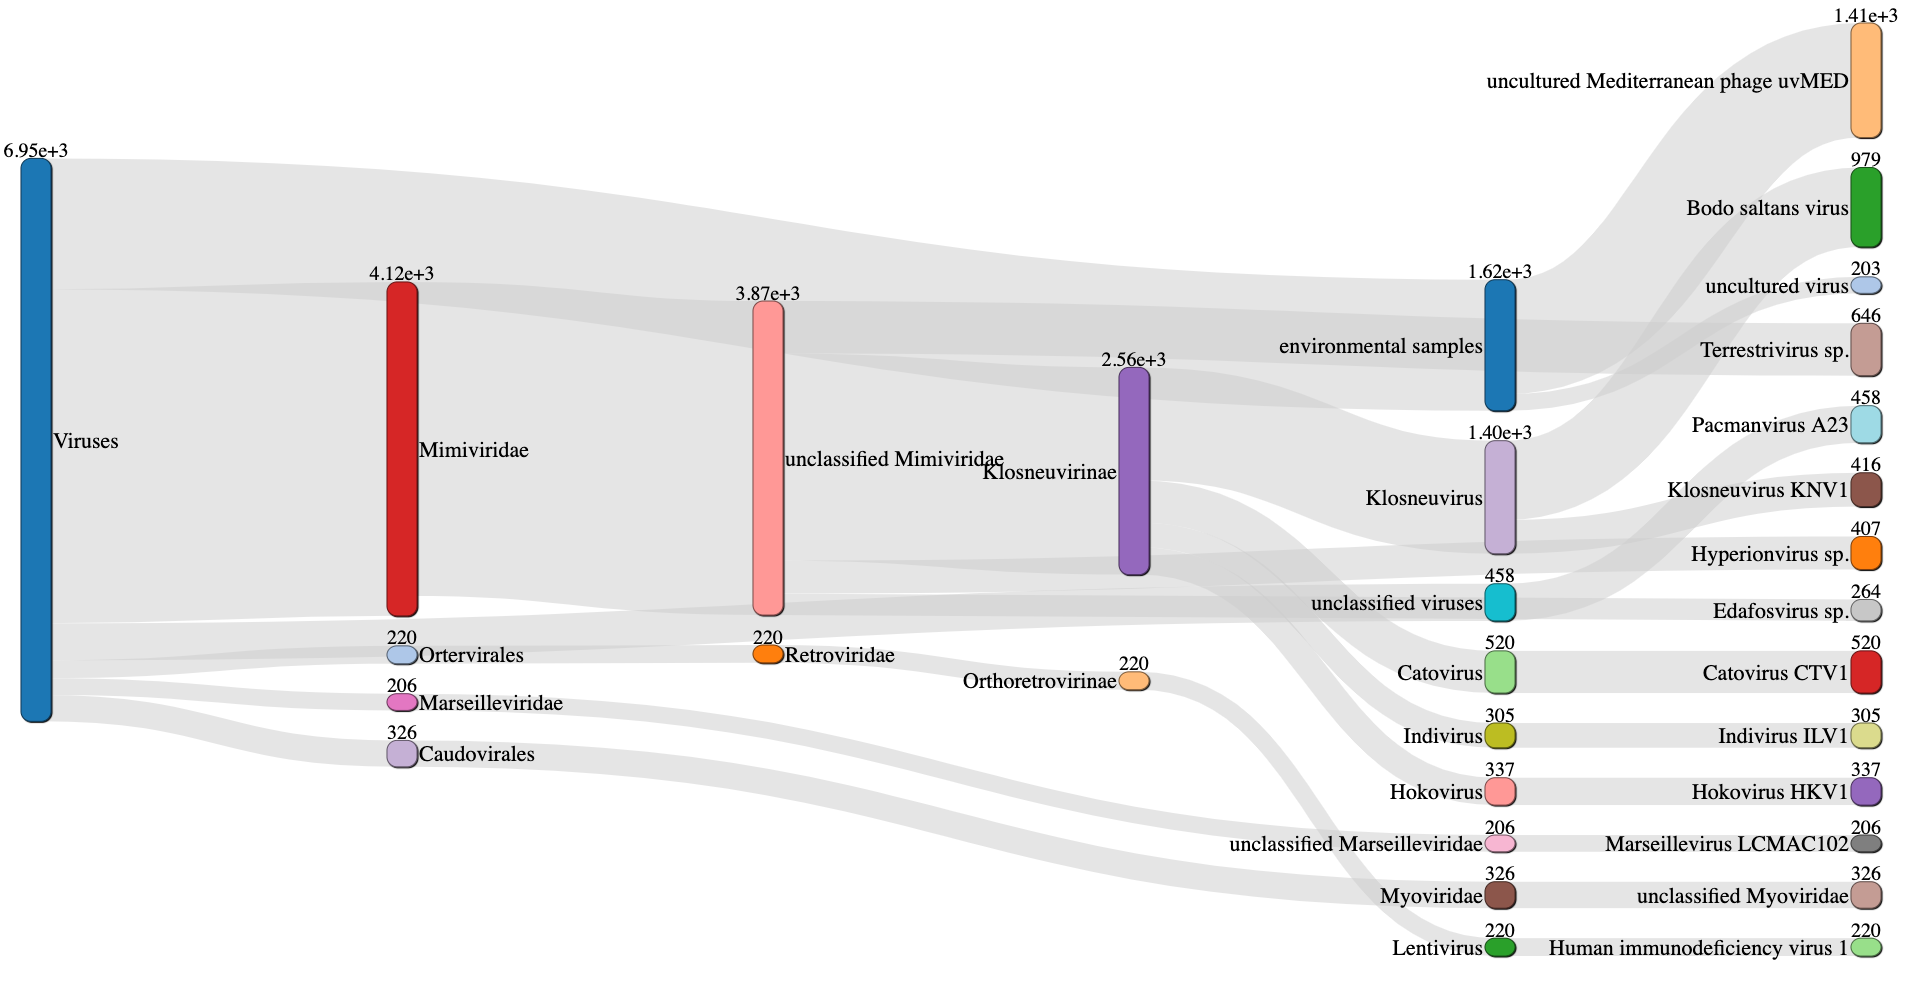 6.95e+3
Viruses
4.12e+3
Mimiviridae
220
Ortervirales
206
Marseilleviridae
326
Caudovirales
3.87e+3
unclassified Mimiviridae
220
Retroviridae
2.56e+3
Klosneuvirinae
220
Orthoretrovirinae
1.62e+3
environmental samples
1.40e+3
Klosneuvirus
458
unclassified viruses
520
Catovirus
305
Indivirus
337
Hokovirus
206
unclassified Marseilleviridae
326
Myoviridae
220
Lentivirus
1.41e+3
uncultured Mediterranean phage uvMED
979
Bodo saltans virus
203
uncultured virus
646
Terrestrivirus sp.
458
Pacmanvirus A23
416
Klosneuvirus KNV1
407
Hyperionvirus sp.
264
Edafosvirus sp.
520
Catovirus CTV1
305
Indivirus ILV1
337
Hokovirus HKV1
206
Marseillevirus LCMAC102
326
unclassified Myoviridae
220
Human immunodeficiency virus 1